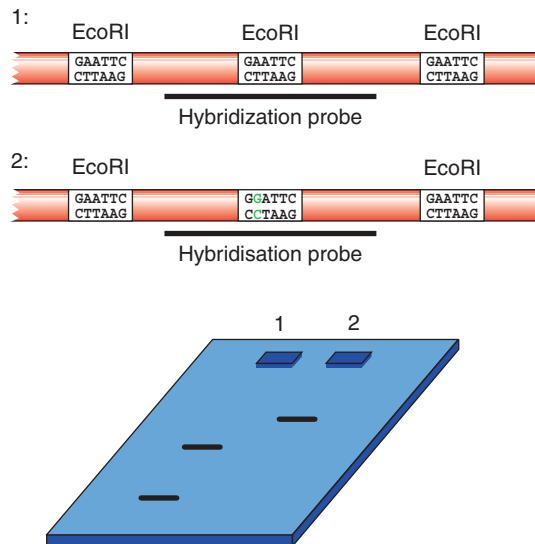 1:
EcoRI EcoRI EcoRI
GAATTC GAATTC GAATTC
CTTAAG CTTAAG CTTAAG
Hybridization probe
2:
EcoRI EcoRI
GAATTC GGATTC GAATTC
CTTAAG CCTAAG CTTAAG
Hybridisation probe
1 2